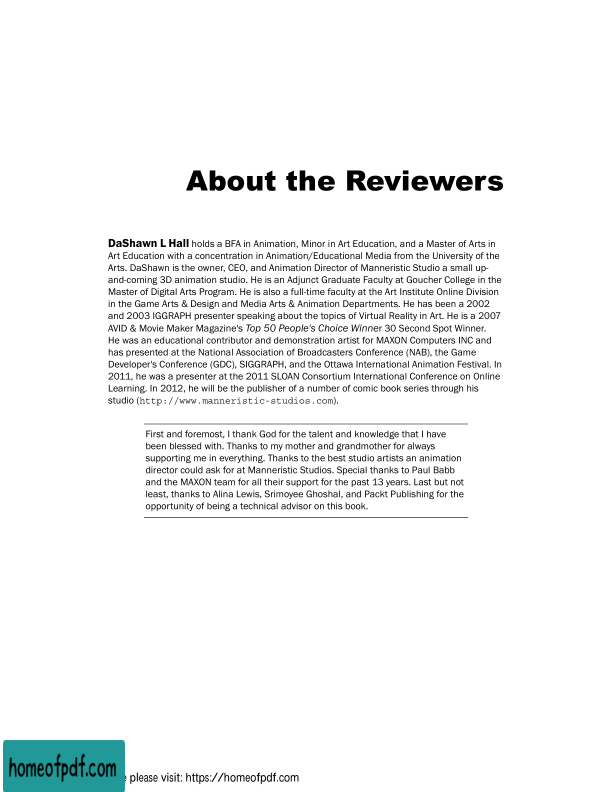 About the Reviewers
DaShawn L Hall holds a BFA in Animation, Minor in Art Education, and a Master of Arts in
Art Education with a concentration in Animation/Educational Media from the University of the
Arts. DaShawn is the owner, CEO, and Animation Director of Manneristic Studio a small up-
and-coming 3D animation studio. He is an Adjunct Graduate Faculty at Goucher College in the
Master of Digital Arts Program. He is also a full-time faculty at the Art Institute Online Division
in the Game Arts & Design and Media Arts & Animation Departments. He has been a 2002
and 2003 IGGRAPH presenter speaking about the topics of Virtual Reality in Art. He is a 2007
AVID & Movie Maker Magazine's Top 50 People's Choice Winner 30 Second Spot Winner.
He was an educational contributor and demonstration artist for MAXON Computers INC and
has presented at the National Association of Broadcasters Conference (NAB), the Game
Developer's Conference (GDC), SIGGRAPH, and the Ottawa International Animation Festival. In
2011, he was a presenter at the 2011 SLOAN Consortium International Conference on Online
Learning. In 2012, he will be the publisher of a number of comic book series through his
studio (http://www.manneristic-studios.com).
First and foremost, I thank God for the talent and knowledge that I have
been blessed with. Thanks to my mother and grandmother for always
supporting me in everything. Thanks to the best studio artists an animation
director could ask for at Manneristic Studios. Special thanks to Paul Babb
and the MAXON team for all their support for the past 13 years. Last but not
least, thanks to Alina Lewis, Srimoyee Ghoshal, and Packt Publishing for the
opportunity of being a technical advisor on this book.
homeofpdf.com
please visit: https://homeofpdf.com